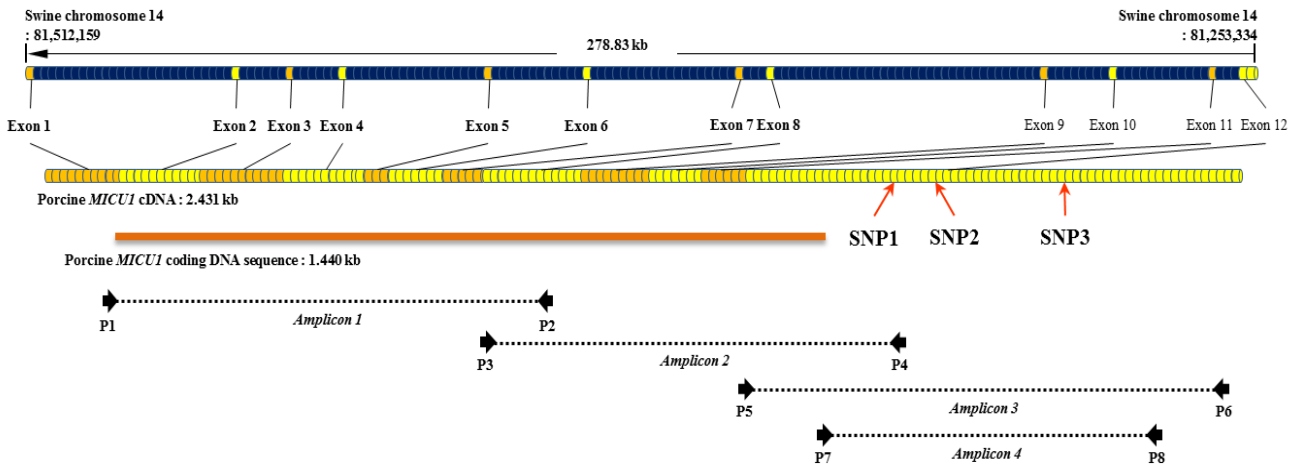 Swine chromosome 14
: 81,512,159
Swine chromosome 14
: 81,253,334
278.83 kb
Exon 1
Exon 2
Exon 3
Exon 4
Exon 5
Exon 6
Exon 7
Exon 8
Exon 9
Exon 10
Exon 11
Exon 12
Porcine MICU1 cDNA : 2.431 kb
SNP1
SNP2
SNP3
Porcine MICU1 coding DNA sequence : 1.440 kb
P1
Amplicon 1
P2
P3
Amplicon 2
P4
P5
Amplicon 3
P6
P7
Amplicon 4
P8